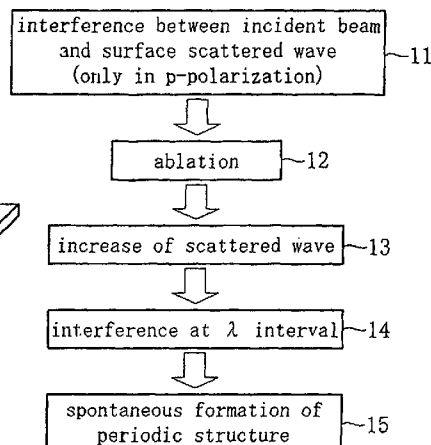 interference between incident beam
and surface scattered wave
(only in p-polarization)
11
ablation
12
increase of scattered wave
13
interference at λ interval
14
spontaneous formation of
periodic structure
15